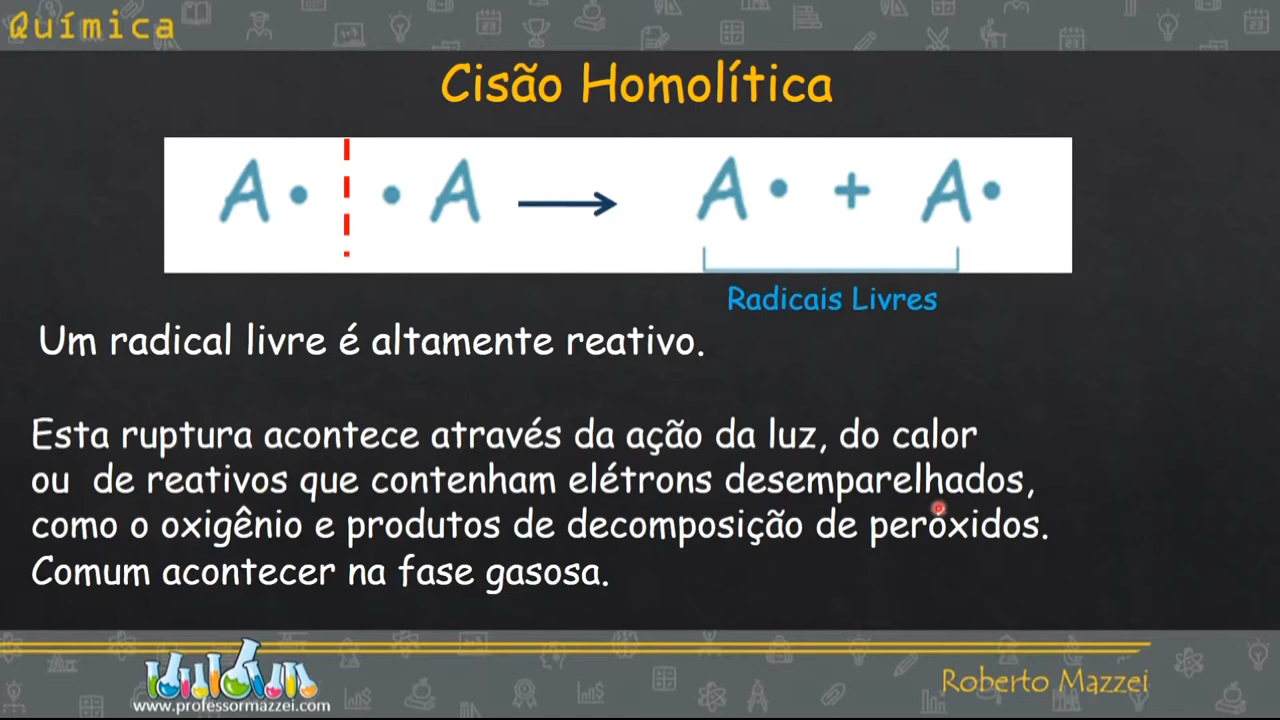 Química
Cisão Homolítica
A• • A → A• + A•
Radicais Livres
Um radical livre é altamente reativo.
Esta ruptura acontece através da ação da luz, do calor
ou de reativos que contenham elétrons desemparelhados,
como o oxigênio e produtos de decomposição de peróxidos.
Comum acontecer na fase gasosa.
www.professormazzei.com
Roberto Mazzei